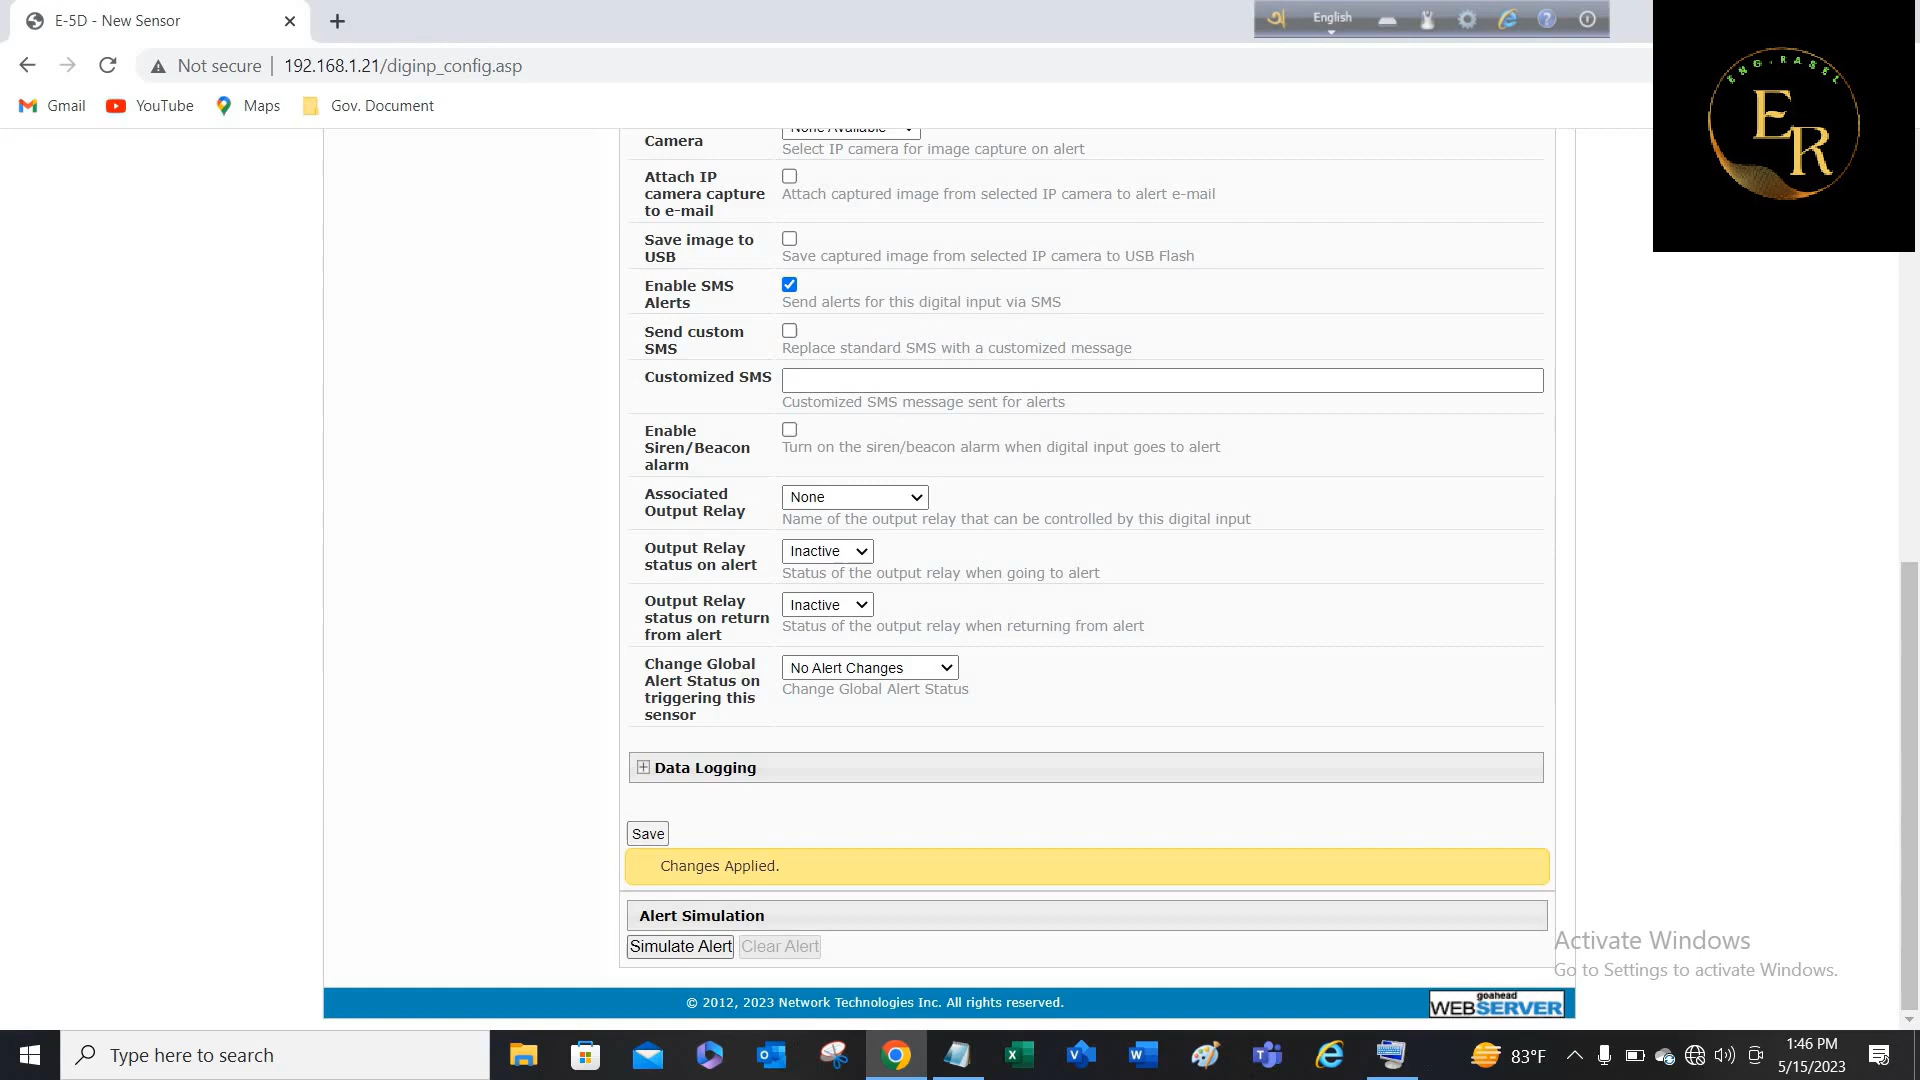 E-5D - New Sensor
English
Not secure
192.168.1.21/diginp_config.asp
Gmail
YouTube
Maps
Gov. Document
ENG.RASEL
ER
Camera
None Available
Select IP camera for image capture on alert
Attach IP
camera capture
to e-mail
Attach captured image from selected IP camera to alert e-mail
Save image to
USB
Save captured image from selected IP camera to USB Flash
Enable SMS
Alerts
Send alerts for this digital input via SMS
Send custom
SMS
Replace standard SMS with a customized message
Customized SMS
Customized SMS message sent for alerts
Enable
Siren/Beacon
alarm
Turn on the siren/beacon alarm when digital input goes to alert
Associated
Output Relay
None
Name of the output relay that can be controlled by this digital input
Output Relay
status on alert
Inactive
Status of the output relay when going to alert
Output Relay
status on return
from alert
Inactive
Status of the output relay when returning from alert
Change Global
Alert Status on
triggering this
sensor
No Alert Changes
Change Global Alert Status
Data Logging
Save
Changes Applied.
Alert Simulation
Simulate Alert
Clear Alert
Activate Windows
Go to Settings to activate Windows.
© 2012, 2023 Network Technologies Inc. All rights reserved.
goahead
WEBSERVER
Type here to search
83°F
1:46 PM
5/15/2023